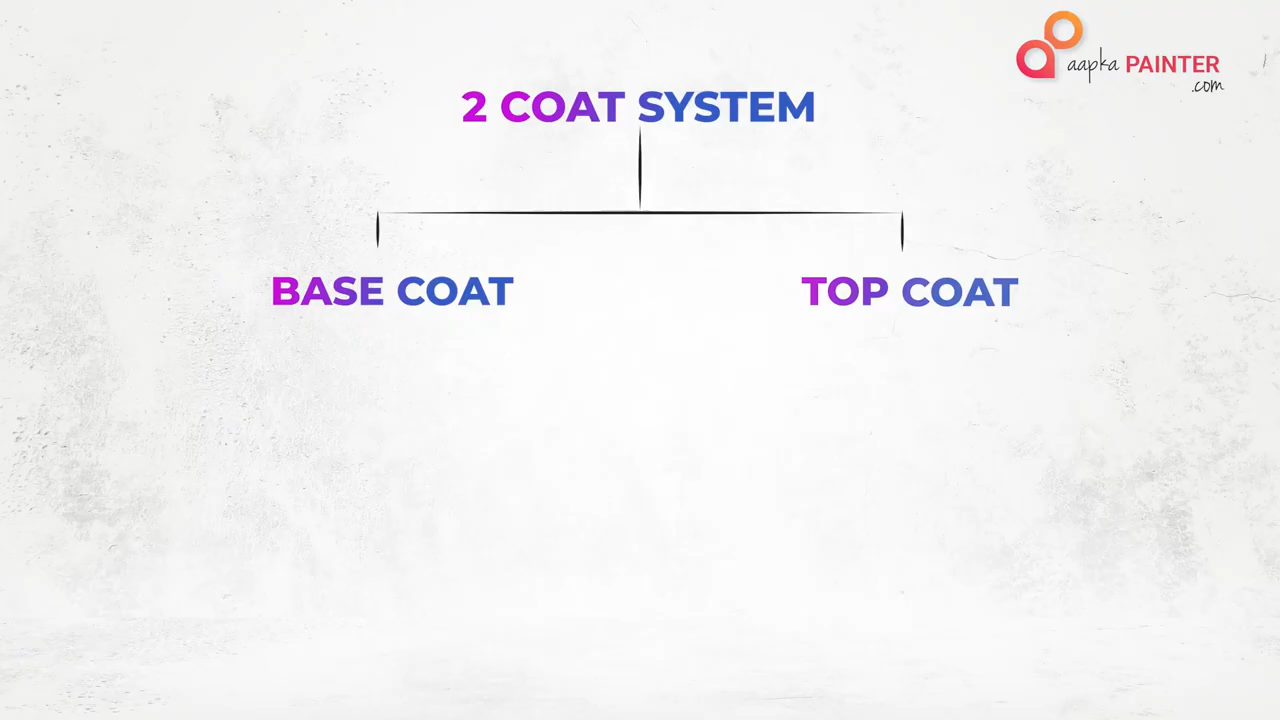 aapka PAINTER
.com
2 COAT SYSTEM
BASE COAT
TOP COAT